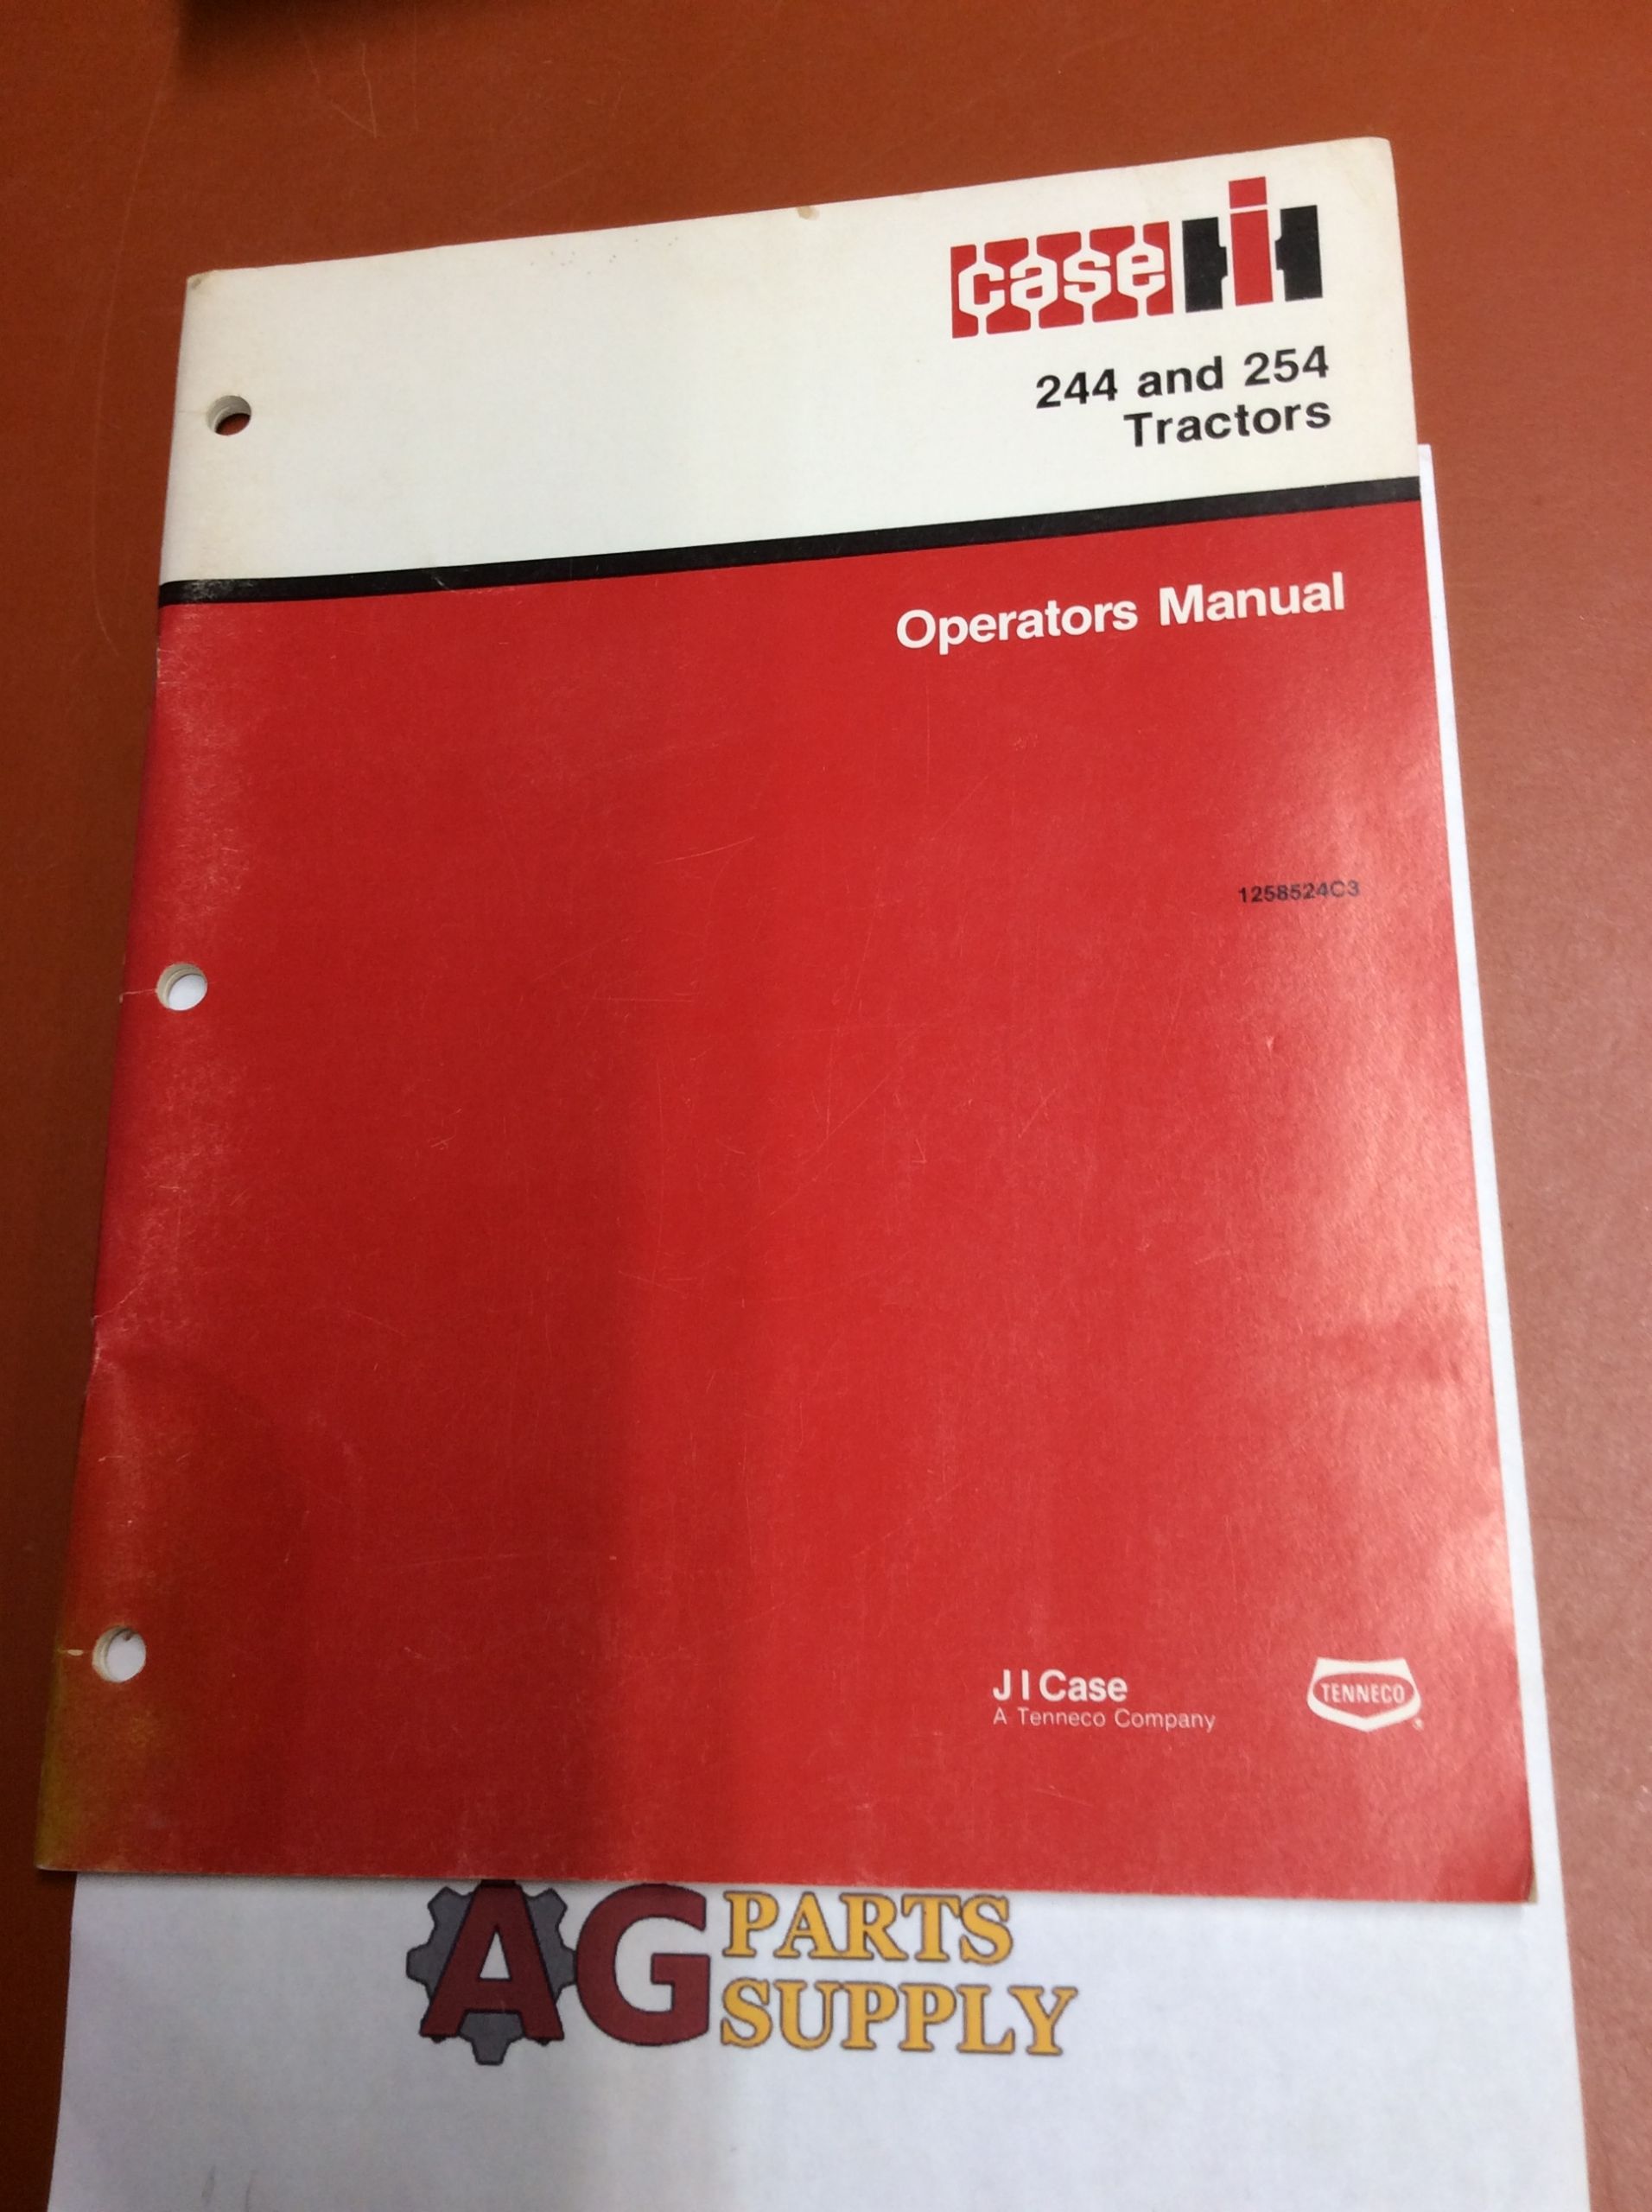 case IH
244 and 254
Tractors
Operators Manual
1258524C3
J I Case
A Tenneco Company
TENNECO
AG PARTS
SUPPLY